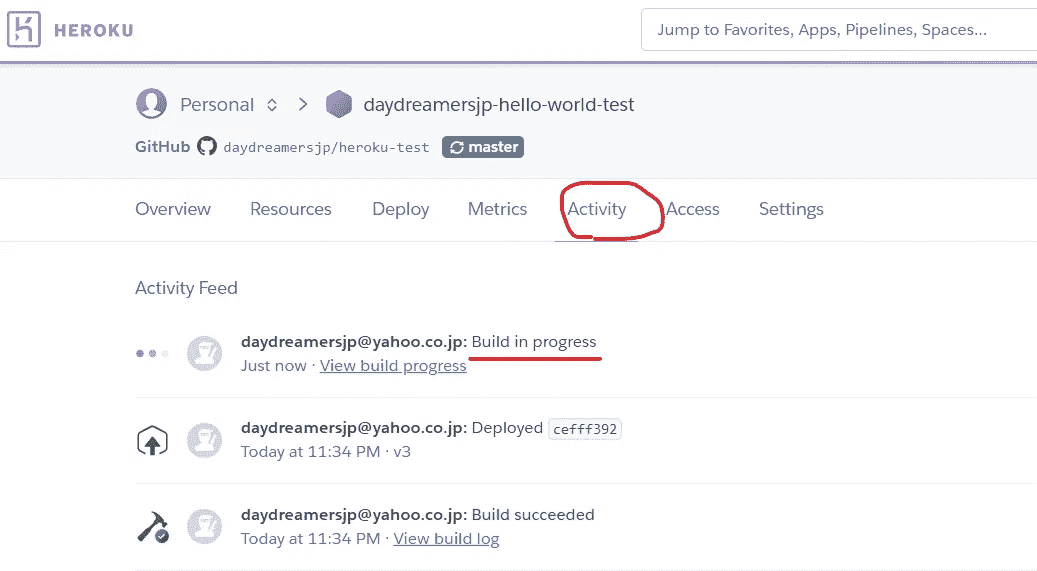 HEROKU
Jump to Favorites, Apps, Pipelines, Spaces...
Personal
daydreamersjp-hello-world-test
GitHub daydreamersjp/heroku-test master
Overview Resources Deploy Metrics Activity Access Settings
Activity Feed
daydreamersjp@yahoo.co.jp: Build in progress
Just now · View build progress
daydreamersjp@yahoo.co.jp: Deployed cefff392
Today at 11:34 PM · v3
daydreamersjp@yahoo.co.jp: Build succeeded
Today at 11:34 PM · View build log